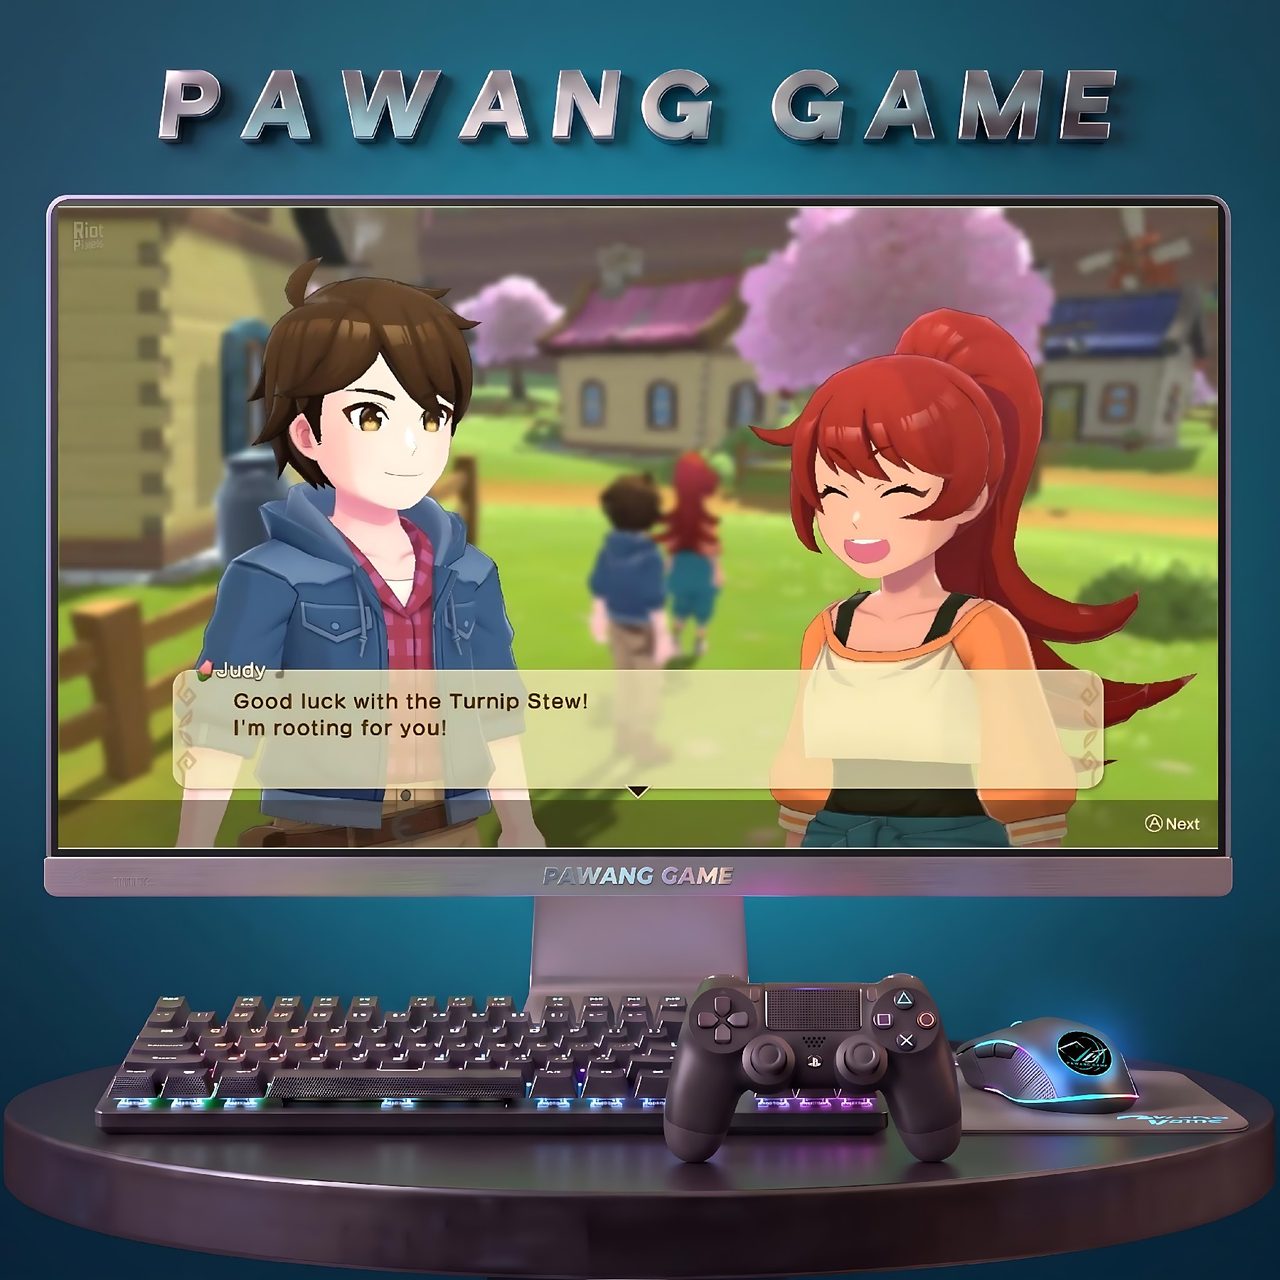 PAWANG GAME
Riot
Pixels
Judy
Good luck with the Turnip Stew!
I'm rooting for you!
A Next
PAWANG GAME